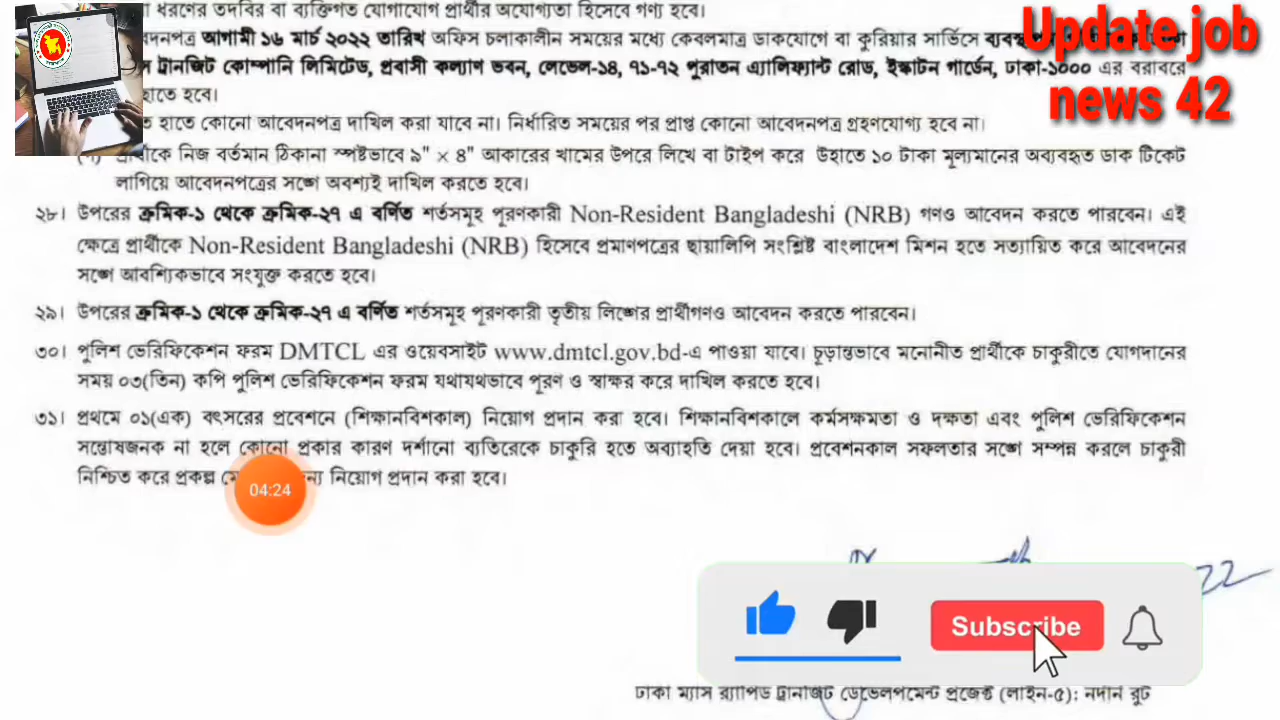 ধরণের তদবির বা ব্যক্তিগত যোগাযোগ প্রার্থীর অযোগ্যতা হিসেবে গণ্য হবে।
আগামী ১৬ মার্চ ২০২২ তারিখ অফিস চলাকালীন সময়ের মধ্যে কেবলমাত্র ডাকযোগে বা কুরিয়ার সার্ভিসে
ট্রানজিট কোম্পানি লিমিটেড, প্রবাসী কল্যাণ ভবন, লেভেল-১৪, ৭১-৭২ পুরাতন এ্যালিফ্যান্ট রোড, ইস্কাটন গার্ডেন, ঢাকা-১০০০ এর বরাবরে
হবে।
হাতে কোনো আবেদনপত্র দাখিল করা যাবে না। নির্ধারিত সময়ের পর প্রাপ্ত কোনো আবেদনপত্র গ্রহণযোগ্য হবে না।
নিজ বর্তমান ঠিকানা স্পষ্টভাবে ৯" × ৪" আকারের খামের উপরে লিখে বা টাইপ করে উহাতে ১০ টাকা মূল্যমানের অব্যবহৃত ডাক টিকেট
লাগিয়ে আবেদনপত্রের সঙ্গে অবশ্যই দাখিল করতে হবে।
২৮। উপরের ক্রমিক-১ থেকে ক্রমিক-২৭ এ বর্ণিত শর্তসমূহ পূরণকারী Non-Resident Bangladeshi (NRB) গণও আবেদন করতে পারবেন। এই
ক্ষেত্রে প্রার্থীকে Non-Resident Bangladeshi (NRB) হিসেবে প্রমাণপত্রের ছায়ালিপি সংশ্লিষ্ট বাংলাদেশ মিশন হতে সত্যায়িত করে আবেদনের
সঙ্গে আবশ্যিকভাবে সংযুক্ত করতে হবে।
২৯। উপরের ক্রমিক-১ থেকে ক্রমিক-২৭ এ বর্ণিত শর্তসমূহ পূরণকারী তৃতীয় লিঙ্গের প্রার্থীগণও আবেদন করতে পারবেন।
৩০। পুলিশ ভেরিফিকেশন ফরম DMTCL এর ওয়েবসাইট www.dmtcl.gov.bd-এ পাওয়া যাবে। চূড়ান্তভাবে মনোনীত প্রার্থীকে চাকুরীতে যোগদানের
সময় ০৩(তিন) কপি পুলিশ ভেরিফিকেশন ফরম যথাযথভাবে পূরণ ও স্বাক্ষর করে দাখিল করতে হবে।
৩১। প্রথমে ০১(এক) বৎসরের প্রবেশনে (শিক্ষানবিশকাল) নিয়োগ প্রদান করা হবে। শিক্ষানবিশকালে কর্মসক্ষমতা ও দক্ষতা এবং পুলিশ ভেরিফিকেশন
সন্তোষজনক না হলে কোনো প্রকার কারণ দর্শানো ব্যতিরেকে চাকুরি হতে অব্যাহতি দেয়া হবে। প্রবেশনকাল সফলতার সঙ্গে সম্পন্ন করলে চাকুরী
নিশ্চিত করে প্রকল্প নিয়োগ প্রদান করা হবে।
Update job
news 42
04:24
Subscribe
ঢাকা ম্যাস র‍্যাপিড ট্রানজিট ডেভেলপমেন্ট প্রজেক্ট (লাইন-৫): নর্দান রুট